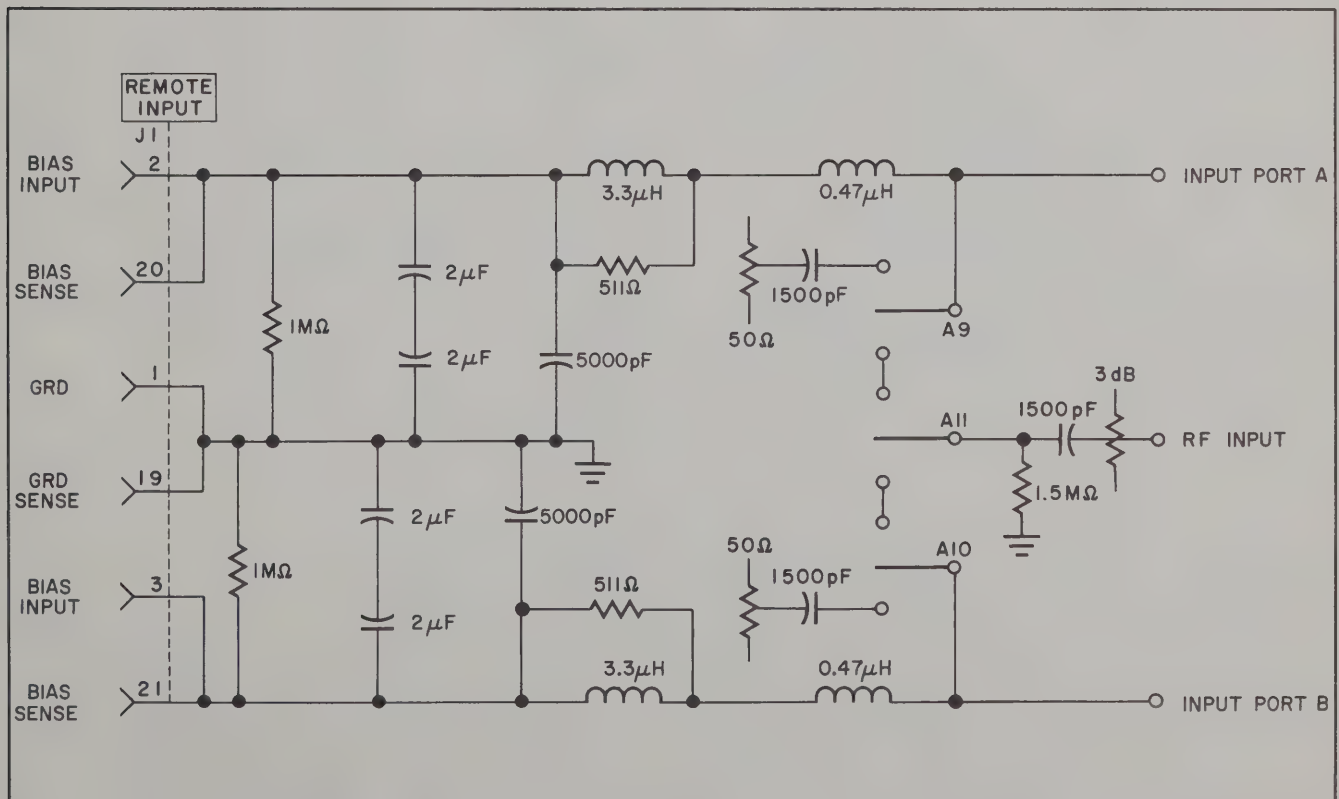 REMOTE
INPUT
J1
BIAS
INPUT
2
3.3μH
0.47μH
INPUT PORT A
BIAS
SENSE
20
2μF
511Ω
1500pF
50Ω
A9
1MΩ
2μF
5000pF
GRD
1
3dB
A11
1500pF
RF INPUT
GRD
SENSE
19
2μF
5000pF
1.5MΩ
50Ω
1500pF
A10
1MΩ
BIAS
INPUT
3
511Ω
2μF
3.3μH
0.47μH
BIAS
SENSE
21
INPUT PORT B